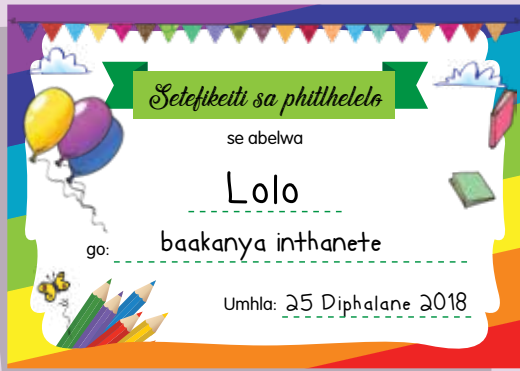 Setefikeiti sa phitlhelelo
se abelwa
Lolo
go: baakanya inthanete
Umhla: 25 Diphalane 2018